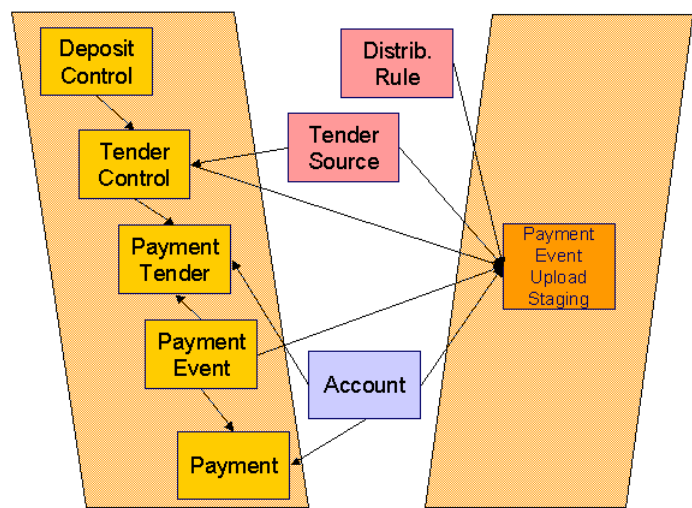 Deposit
Control
Distrib.
Rule
Tender
Source
Tender
Control
Payment
Tender
Payment
Event
Upload
Staging
Payment
Event
Account
Payment